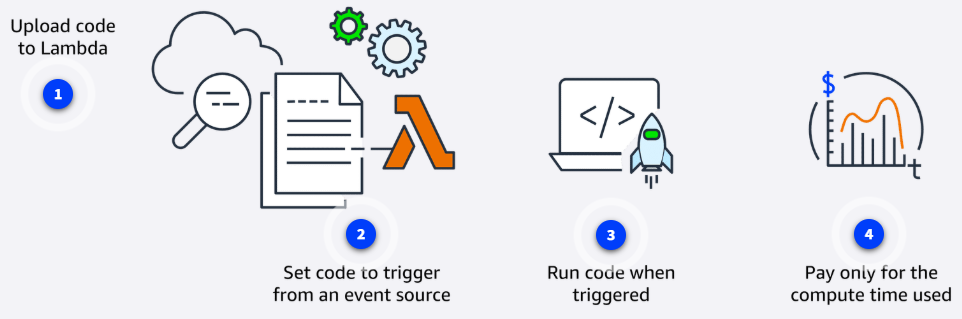 Upload code
to Lambda
1
2
Set code to trigger
from an event source
</>
3
Run code when
triggered
$
t
4
Pay only for the
compute time used